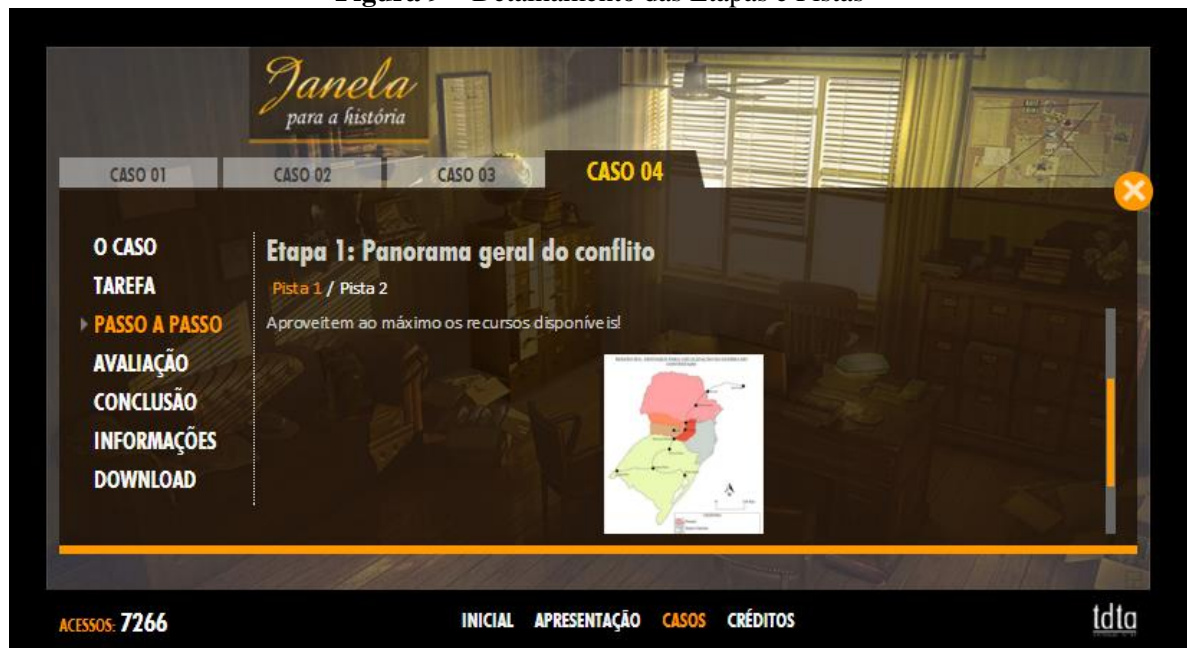 Janela
para a história
CASO 01 CASO 02 CASO 03 CASO 04
O CASO
TAREFA
PASSO A PASSO
AVALIAÇÃO
CONCLUSÃO
INFORMAÇÕES
DOWNLOAD
Etapa 1: Panorama geral do conflito
Pista 1 / Pista 2
Aproveitem ao máximo os recursos disponíveis!
ACESSOS: 7266
INICIAL APRESENTAÇÃO CASOS CRÉDITOS
tdta